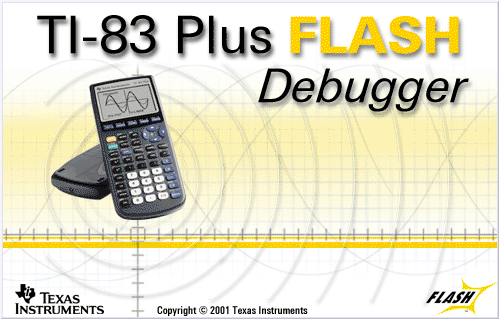 TI-83 Plus FLASH
Debugger
TEXAS
INSTRUMENTS
Copyright © 2001 Texas Instruments
FLASH